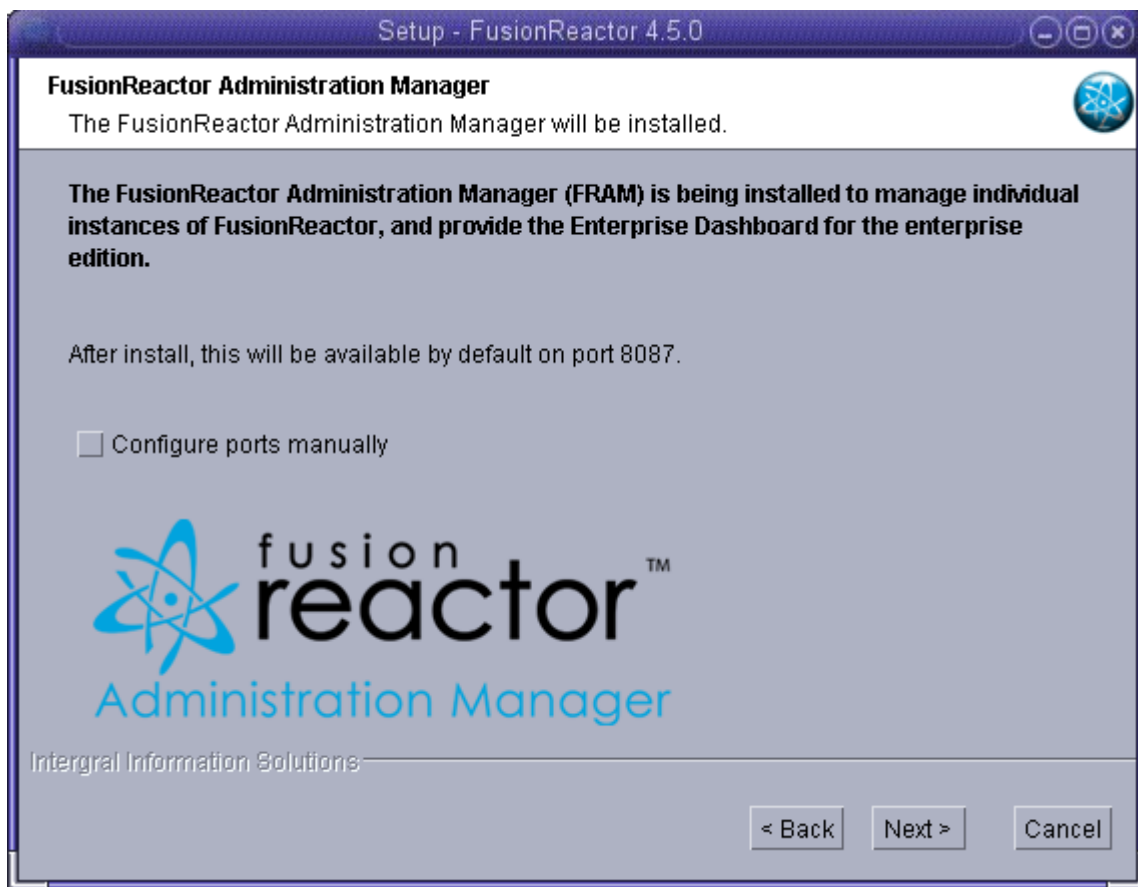 Setup - FusionReactor 4.5.0
FusionReactor Administration Manager
The FusionReactor Administration Manager will be installed.
The FusionReactor Administration Manager (FRAM) is being installed to manage individual
instances of FusionReactor, and provide the Enterprise Dashboard for the enterprise
edition.
After install, this will be available by default on port 8087.
Configure ports manually
fusion
reactor™
Administration Manager
Intergral Information Solutions
< Back Next > Cancel